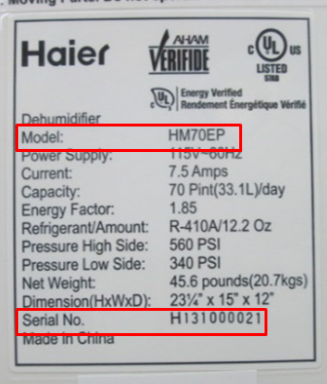 Haier
AHAM
VERIFIDE
C UL US
LISTED
Energy Verified
Rendement Énergétique Vérifié
Dehumidifier
Model: HM70EP
Power Supply: 115V~60Hz
Current: 7.5 Amps
Capacity: 70 Pint(33.1L)/day
Energy Factor: 1.85
Refrigerant/Amount: R-410A/12.2 Oz
Pressure High Side: 560 PSI
Pressure Low Side: 340 PSI
Net Weight: 45.6 pounds(20.7kgs)
Dimension(HxWxD): 23¼" x 15" x 12"
Serial No. H131000021
Made in China